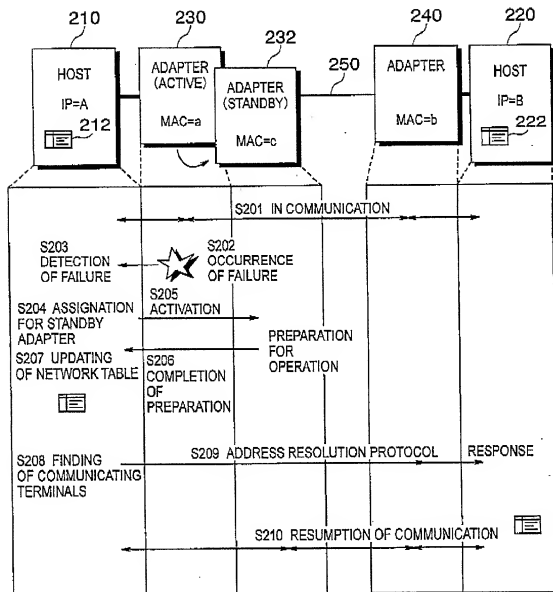 210
230
232
240
220
HOST
IP=A
212
ADAPTER
(ACTIVE)
MAC=a
ADAPTER
(STANDBY)
MAC=c
250
ADAPTER
MAC=b
HOST
IP=B
222
S201 IN COMMUNICATION
S203
DETECTION
OF FAILURE
S202
OCCURRENCE
OF FAILURE
S204 ASSIGNATION
FOR STANDBY
ADAPTER
S205
ACTIVATION
S207 UPDATING
OF NETWORK TABLE
S206
COMPLETION
OF
PREPARATION
PREPARATION
FOR
OPERATION
S208 FINDING
OF COMMUNICATING
TERMINALS
S209 ADDRESS RESOLUTION PROTOCOL
RESPONSE
S210 RESUMPTION OF COMMUNICATION